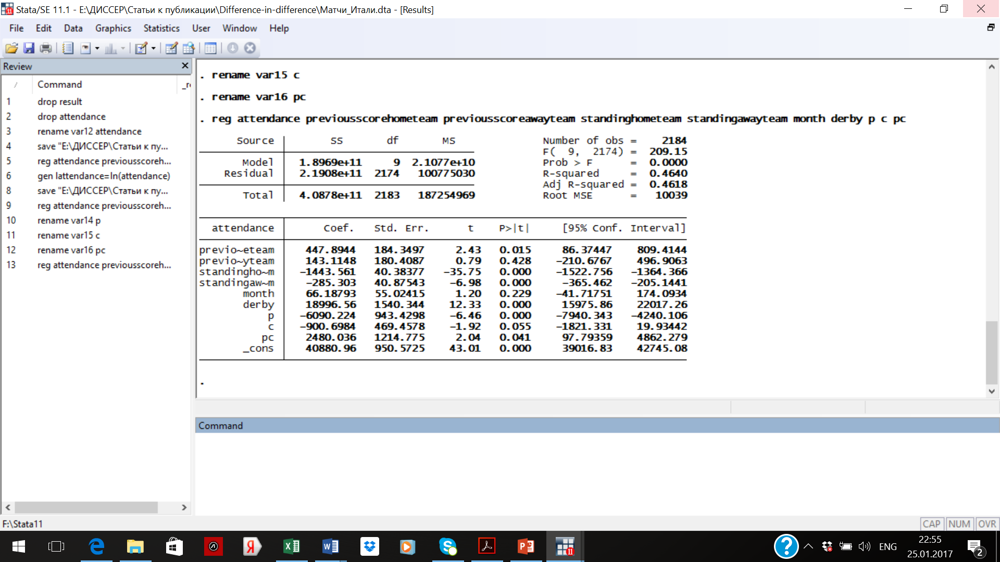 Stata/SE 11.1 - E:\ДИССЕР\Статьи к публикации\Difference-in-difference\Матчи_Итали.dta - [Results]
File Edit Data Graphics Statistics User Window Help
Review
/ Command _re
1 drop result
2 drop attendance
3 rename var12 attendance
4 save "E:\ДИССЕР\Статьи к пу...
5 reg attendance previousscoreh...
6 gen lattendance=ln(attendance)
8 save "E:\ДИССЕР\Статьи к пу...
9 reg attendance previousscoreh...
10 rename var14 p
11 rename var15 c
12 rename var16 pc
13 reg attendance previousscoreh...
. rename var15 c
. rename var16 pc
. reg attendance previousscorehometeam previousscoreawayteam standinghometeam standingawayteam month derby p c pc
Source SS df MS Number of obs = 2184
F( 9, 2174) = 209.15
Model 1.8969e+11 9 2.1077e+10 Prob > F = 0.0000
Residual 2.1908e+11 2174 100775030 R-squared = 0.4640
Adj R-squared = 0.4618
Total 4.0878e+11 2183 187254969 Root MSE = 10039
attendance Coef. Std. Err. t P>|t| [95% Conf. Interval]
previo~eteam 447.8944 184.3497 2.43 0.015 86.37447 809.4144
previo~yteam 143.1148 180.4087 0.79 0.428 -210.6767 496.9063
standingho~m -1443.561 40.38377 -35.75 0.000 -1522.756 -1364.366
standingaw~m -285.303 40.87543 -6.98 0.000 -365.462 -205.1441
month 66.18793 55.02415 1.20 0.229 -41.71751 174.0934
derby 18996.56 1540.344 12.33 0.000 15975.86 22017.26
p -6090.224 943.4298 -6.46 0.000 -7940.343 -4240.106
c -900.6984 469.4578 -1.92 0.055 -1821.331 19.93442
pc 2480.036 1214.775 2.04 0.041 97.79359 4862.279
_cons 40880.96 950.5725 43.01 0.000 39016.83 42745.08
.
Command
F:\Stata11
CAP NUM OVR
ENG
22:55
25.01.2017
2